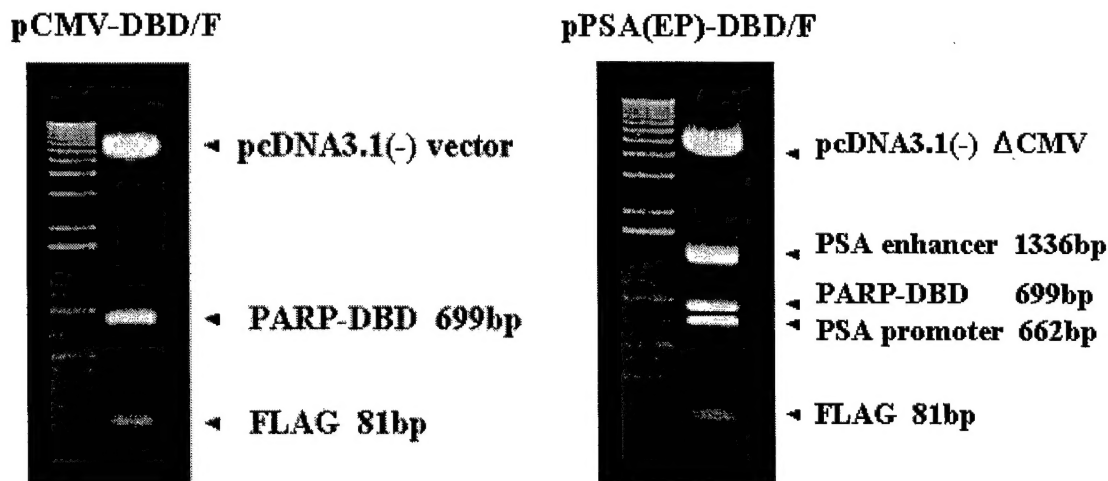 pCMV-DBD/F
pcDNA3.1(-) vector
PARP-DBD 699bp
FLAG 81bp
pPSA(EP)-DBD/F
pcDNA3.1(-) ΔCMV
PSA enhancer 1336bp
PARP-DBD 699bp
PSA promoter 662bp
FLAG 81bp